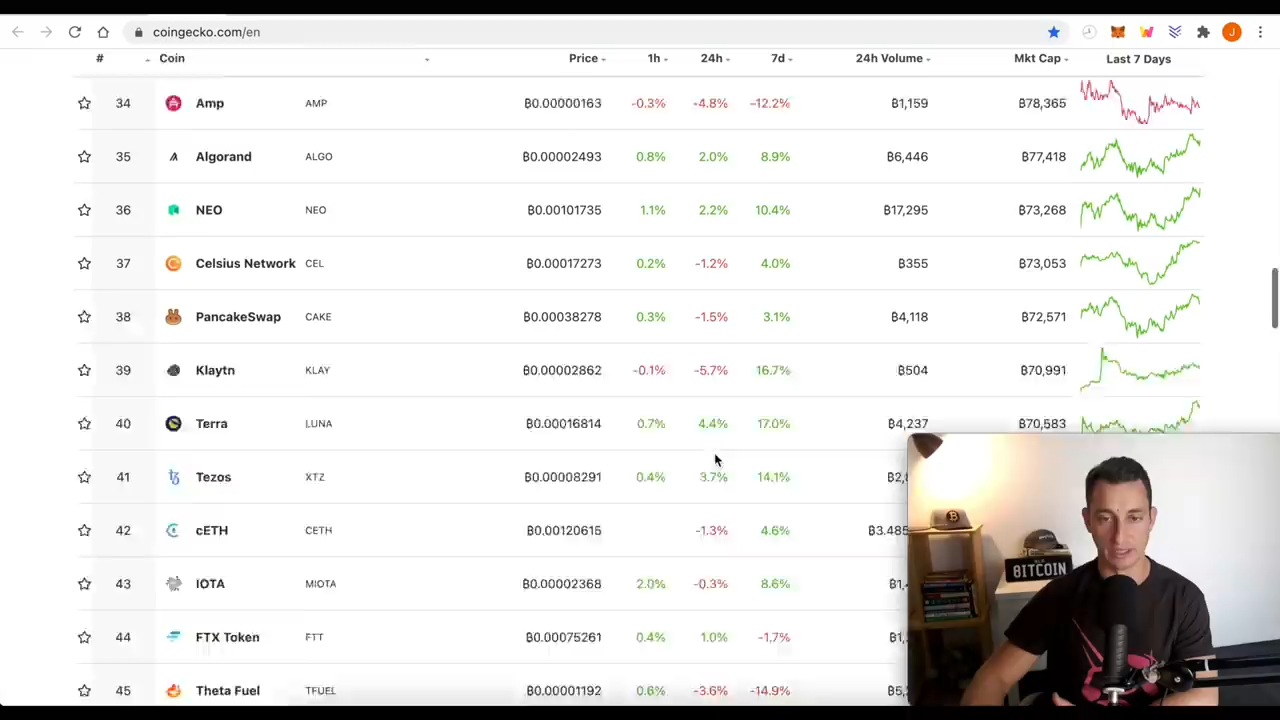 coingecko.com/en
J
# Coin Price 1h 24h 7d 24h Volume Mkt Cap Last 7 Days
34 Amp AMP ₿0.00000163 -0.3% -4.8% -12.2% ₿1,159 ₿78,365
35 Algorand ALGO ₿0.00002493 0.8% 2.0% 8.9% ₿6,446 ₿77,418
36 NEO NEO ₿0.00101735 1.1% 2.2% 10.4% ₿17,295 ₿73,268
37 Celsius Network CEL ₿0.00017273 0.2% -1.2% 4.0% ₿355 ₿73,053
38 PancakeSwap CAKE ₿0.00038278 0.3% -1.5% 3.1% ₿4,118 ₿72,571
39 Klaytn KLAY ₿0.00002862 -0.1% -5.7% 16.7% ₿504 ₿70,991
40 Terra LUNA ₿0.00016814 0.7% 4.4% 17.0% ₿4,237 ₿70,583
41 Tezos XTZ ₿0.00008291 0.4% 3.7% 14.1%
42 cETH CETH ₿0.00120615 -1.3% 4.6% ₿3.485
43 IOTA MIOTA ₿0.00002368 2.0% -0.3% 8.6%
44 FTX Token FTT ₿0.00075261 0.4% 1.0% -1.7%
45 Theta Fuel TFUEL ₿0.00001192 0.6% -3.6% -14.9%
BITCOIN